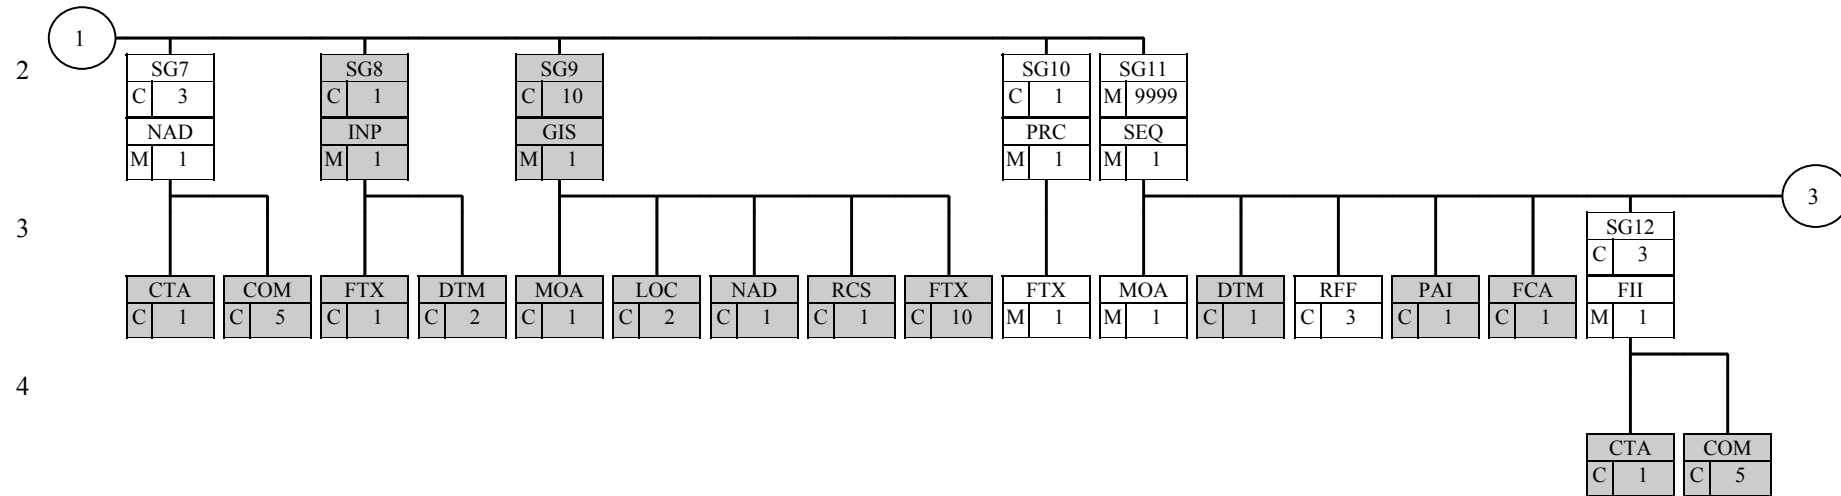 1
2
SG7 SG8 SG9 SG10 SG11
C 3 C 1 C 10 C 1 M 9999
NAD INP GIS PRC SEQ
M 1 M 1 M 1 M 1 M 1
3
3
SG12
C 3
CTA COM FTX DTM MOA LOC NAD RCS FTX FTX MOA DTM RFF PAI FCA FII
C 1 C 5 C 1 C 2 C 1 C 2 C 1 C 1 C 10 M 1 M 1 C 1 C 3 C 1 C 1 M 1
4
CTA COM
C 1 C 5